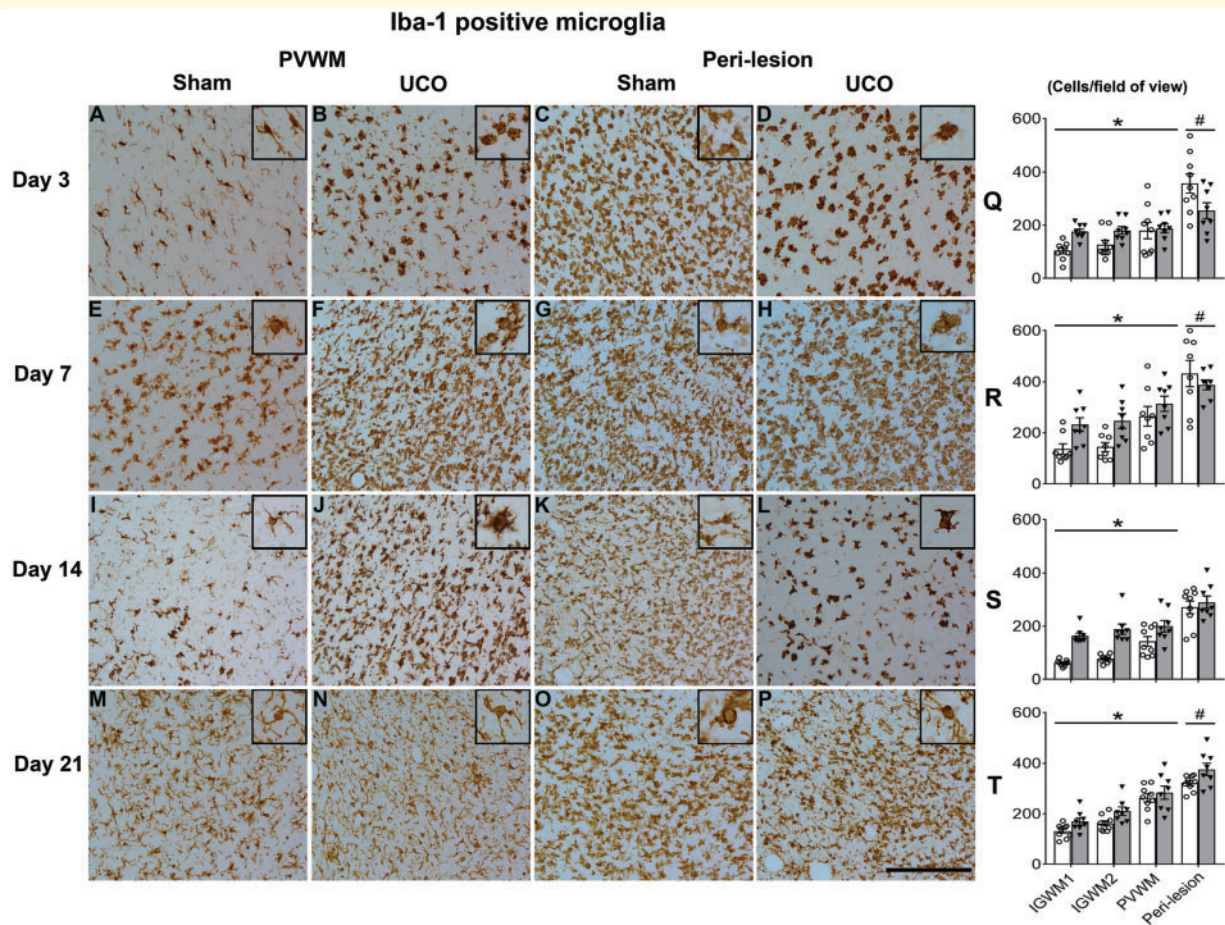 Iba-1 positive microglia
PVWM Peri-lesion
Sham UCO Sham UCO
(Cells/field of view)
Day 3
A B C D
Q
600
400
200
0
* #
Day 7
E F G H
R
600
400
200
0
* #
Day 14
I J K L
S
600
400
200
0
*
Day 21
M N O P
T
600
400
200
0
* #
IGWM1 IGWM2 PVWM Peri-lesion